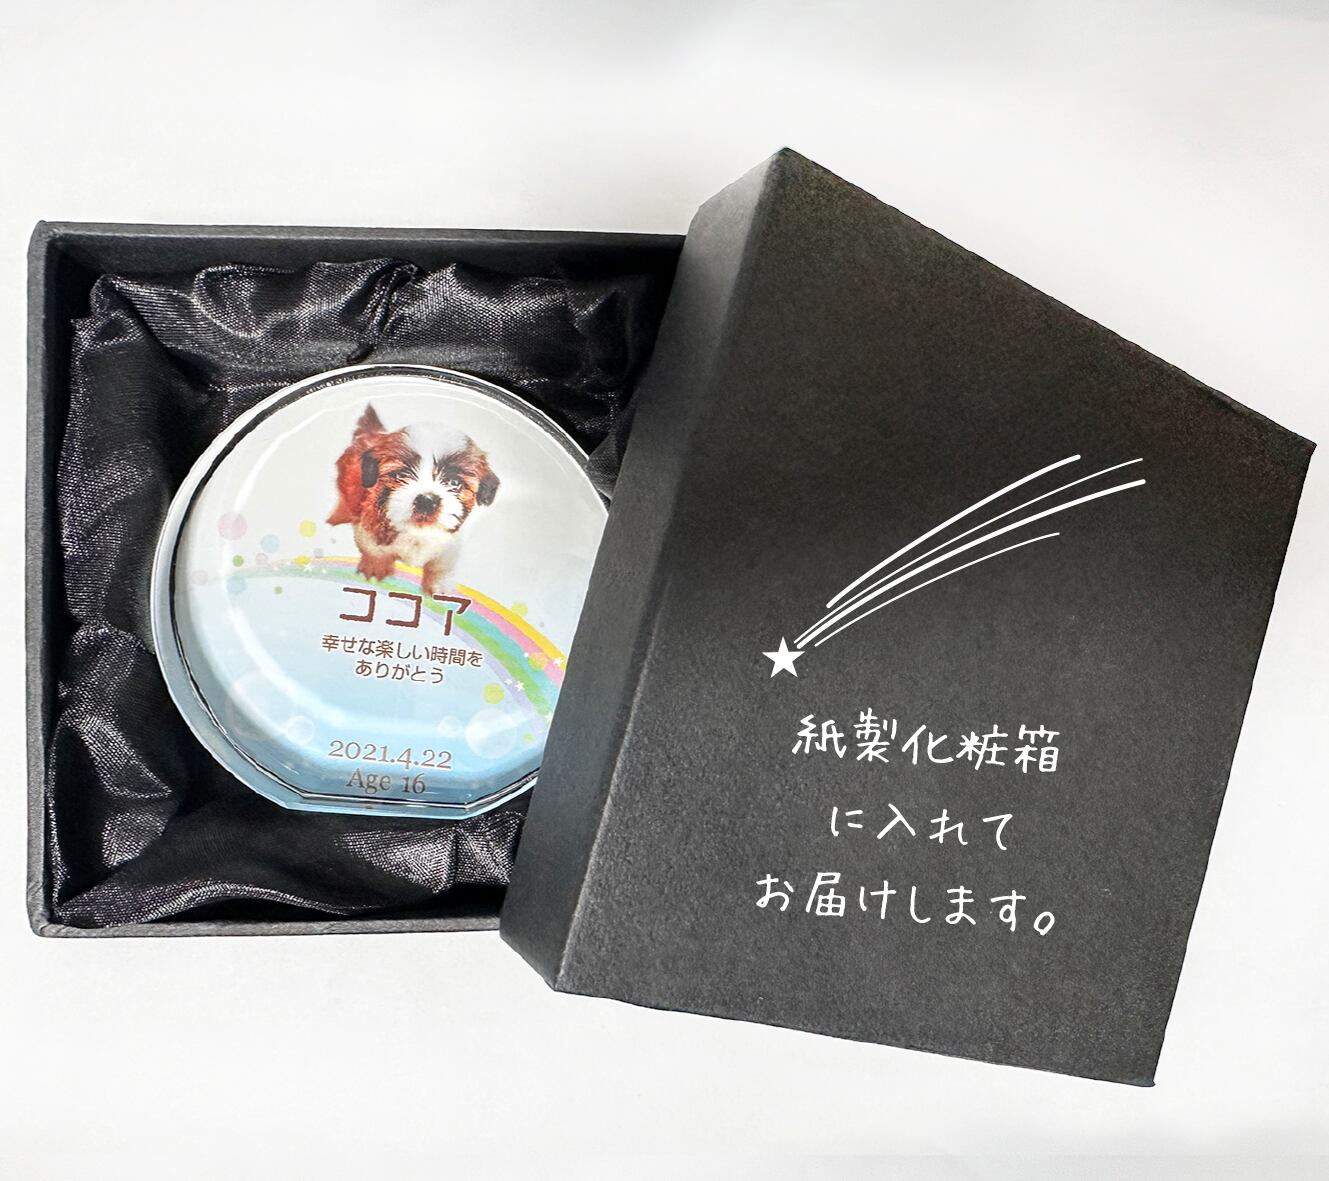 ココア
幸せな楽しい時間を
ありがとう
2021.4.22
Age 16
紙製化粧箱
に入れて
お届けします。